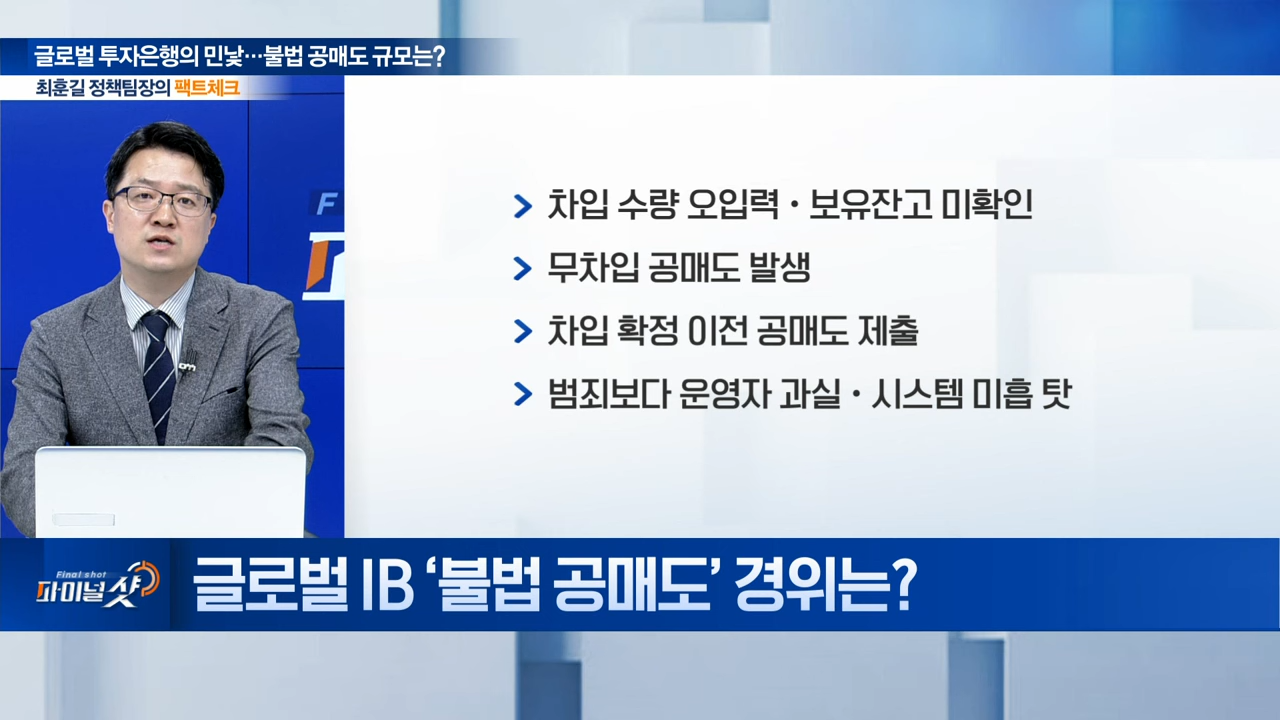 글로벌 투자은행의 민낯…불법 공매도 규모는?
최훈길 정책팀장의 팩트체크
F
> 차입 수량 오입력·보유잔고 미확인
> 무차입 공매도 발생
> 차입 확정 이전 공매도 제출
> 범죄보다 운영자 과실·시스템 미흡 탓
Final shot
파이널샷
글로벌 IB ‘불법 공매도’ 경위는?